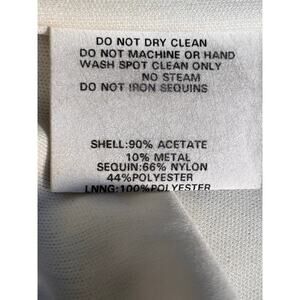 DO NOT DRY CLEAN
DO NOT MACHINE OR HAND
WASH SPOT CLEAN ONLY
NO STEAM
DO NOT IRON SEQUINS
SHELL:90% ACETATE
10% METAL
SEQUIN:66% NYLON
44%POLYESTER
LNNG:100%POLYESTER